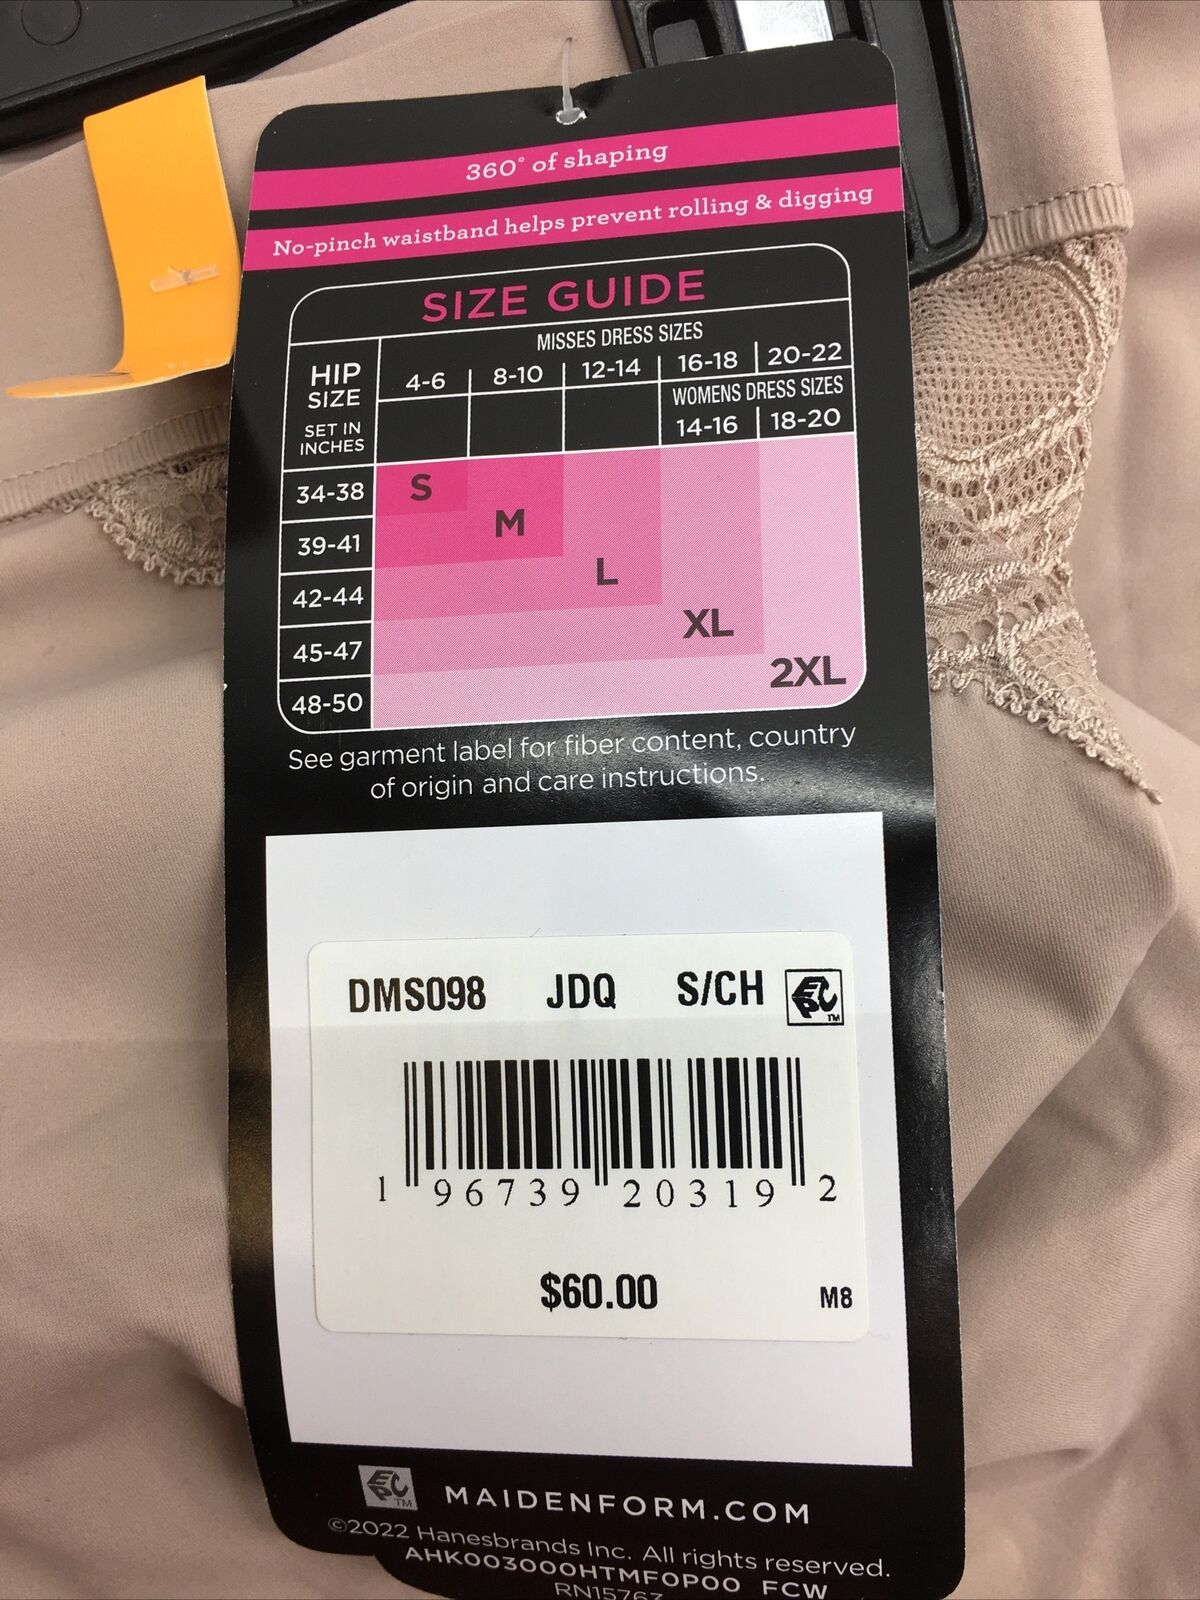 360° of shaping
No-pinch waistband helps prevent rolling & digging
SIZE GUIDE
MISSES DRESS SIZES
HIP SIZE SET IN INCHES
4-6 8-10 12-14 16-18 20-22
WOMENS DRESS SIZES
14-16 18-20
34-38 S
39-41 M
42-44 L
45-47 XL
48-50 2XL
See garment label for fiber content, country
of origin and care instructions.
DMS098 JDQ S/CH EPC TM
1 96739 20319 2
$60.00 M8
EPC TM MAIDENFORM.COM
©2022 Hanesbrands Inc. All rights reserved.
AHK003000HTMF0P00 FCW
RN15763